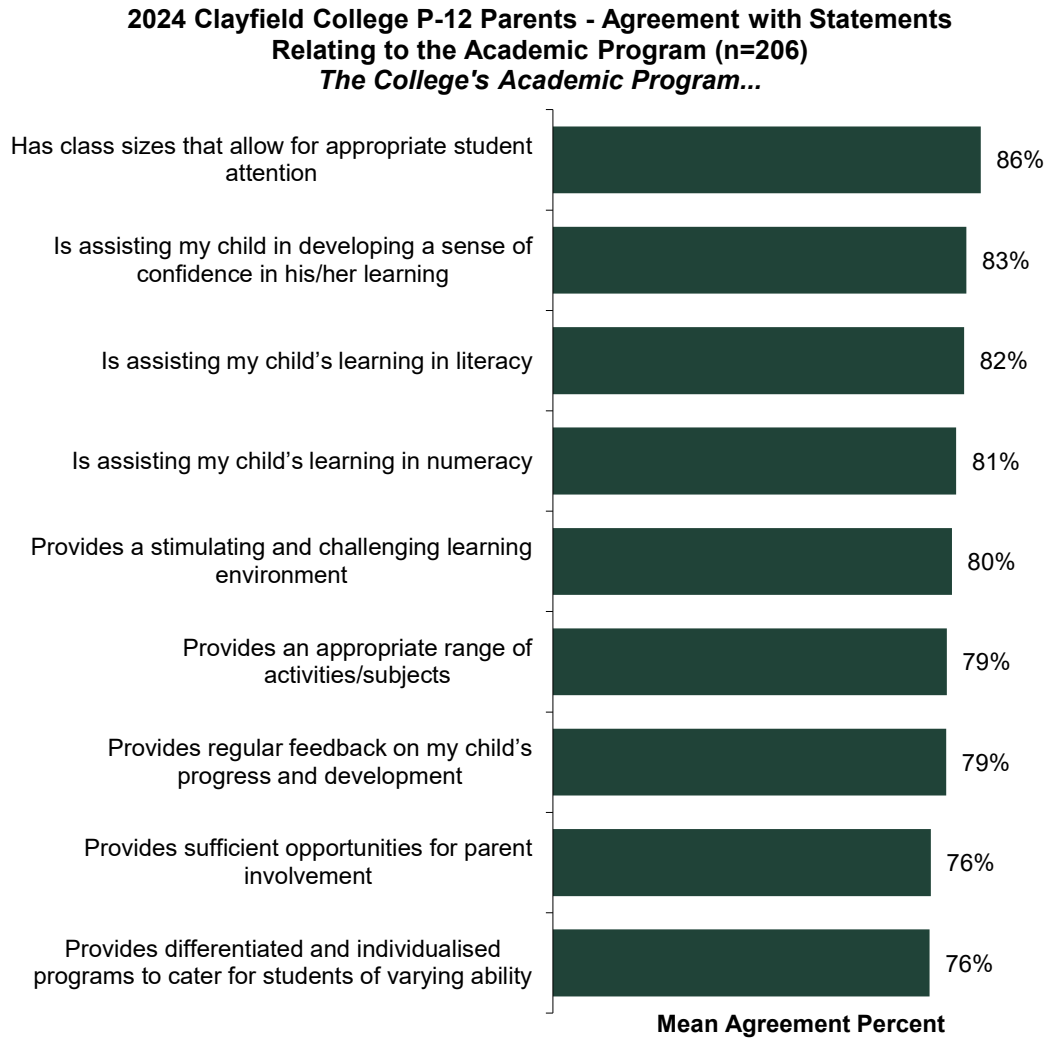 2024 Clayfield College P-12 Parents - Agreement with Statements
Relating to the Academic Program (n=206)
The College's Academic Program...
Has class sizes that allow for appropriate student
attention
86%
Is assisting my child in developing a sense of
confidence in his/her learning
83%
Is assisting my child’s learning in literacy
82%
Is assisting my child’s learning in numeracy
81%
Provides a stimulating and challenging learning
environment
80%
Provides an appropriate range of
activities/subjects
79%
Provides regular feedback on my child’s
progress and development
79%
Provides sufficient opportunities for parent
involvement
76%
Provides differentiated and individualised
programs to cater for students of varying ability
76%
Mean Agreement Percent